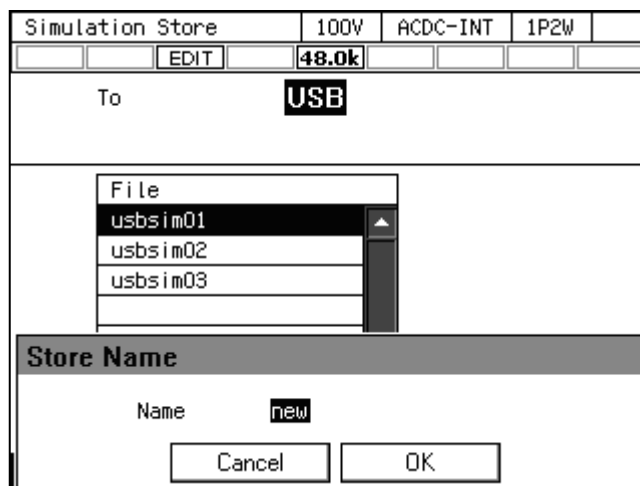 Simulation Store 100V ACDC-INT 1P2W
EDIT 48.0k
To USB
File
usbsim01
usbsim02
usbsim03
Store Name
Name new
Cancel OK